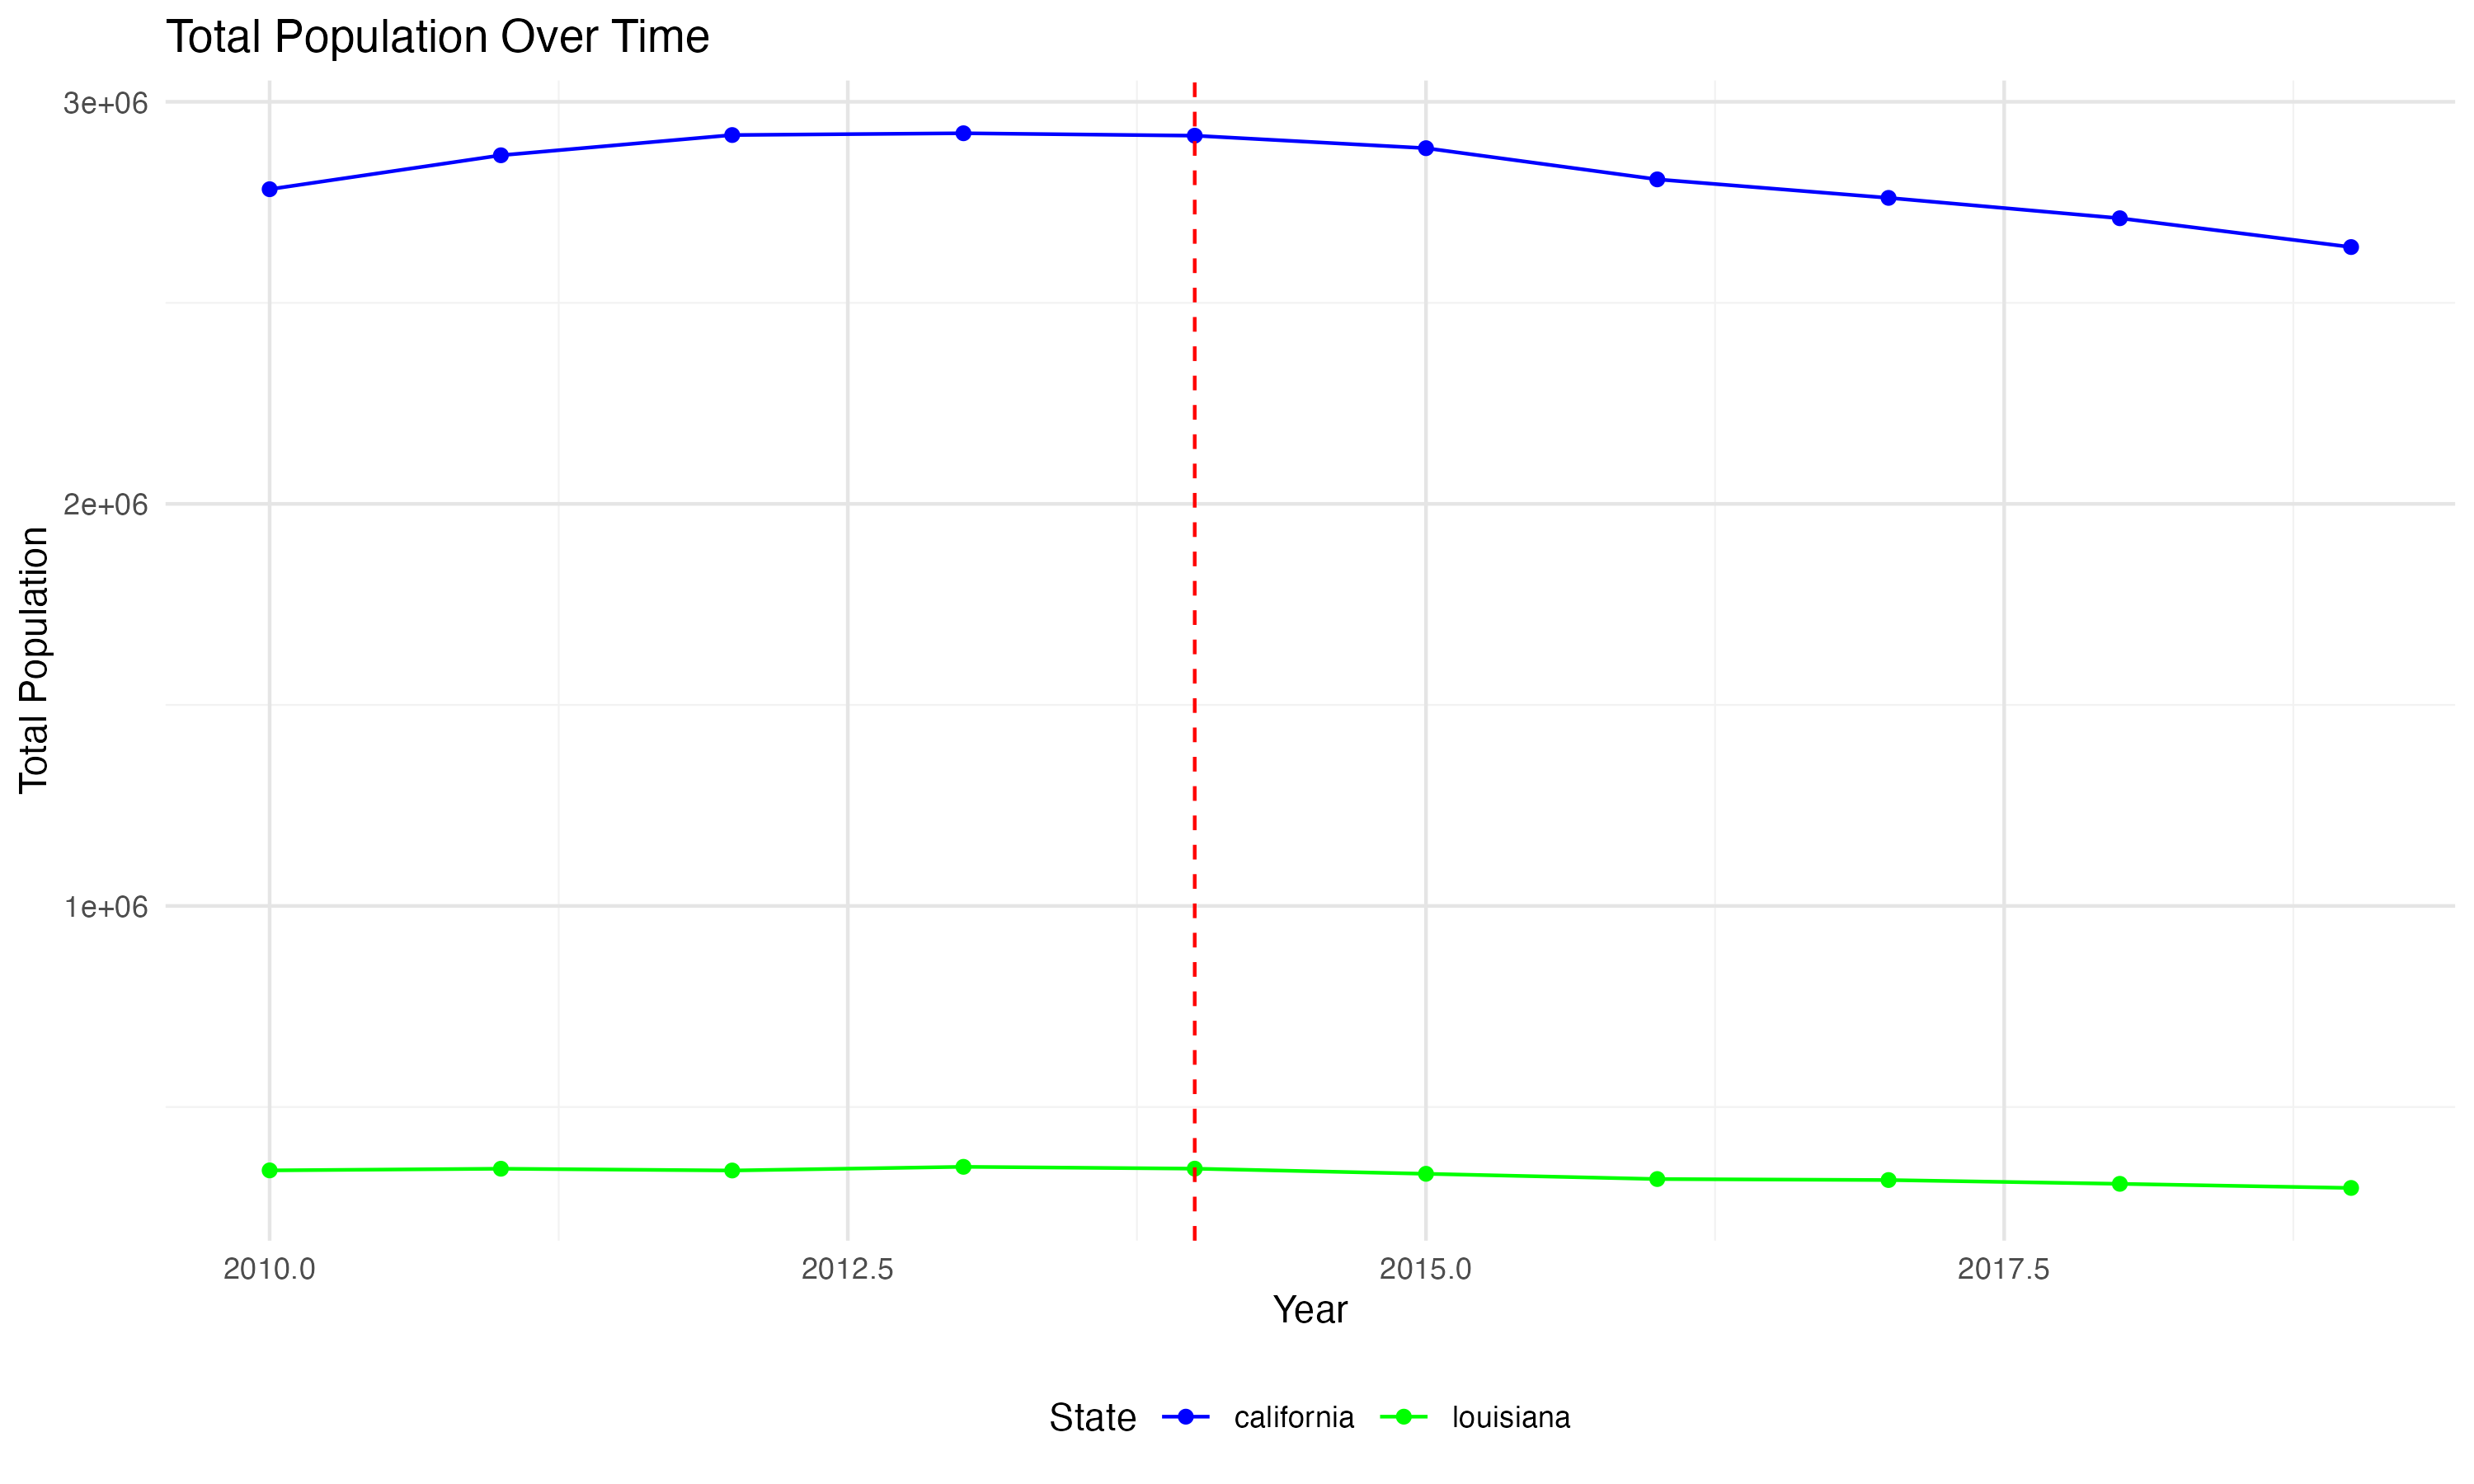 Total Population Over Time
3e+06
2e+06
1e+06
Total Population
2010.0 2012.5 2015.0 2017.5
Year
State california louisiana